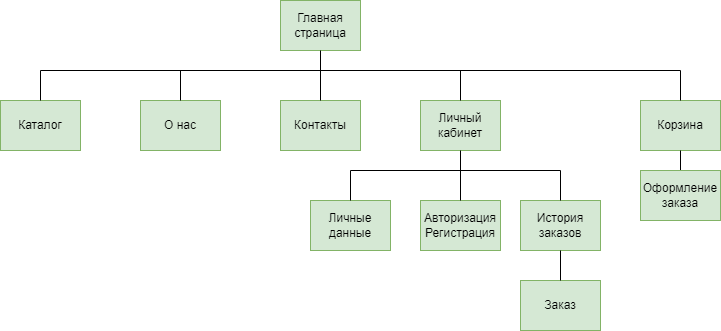 Главная
страница
Каталог
О нас
Контакты
Личный
кабинет
Корзина
Оформление
заказа
Личные
данные
Авторизация
Регистрация
История
заказов
Заказ